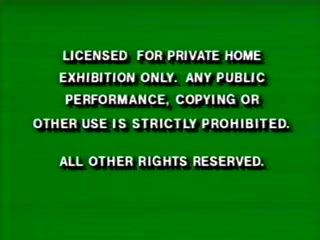 LICENSED FOR PRIVATE HOME
EXHIBITION ONLY. ANY PUBLIC
PERFORMANCE, COPYING OR
OTHER USE IS STRICTLY PROHIBITED.
ALL OTHER RIGHTS RESERVED.